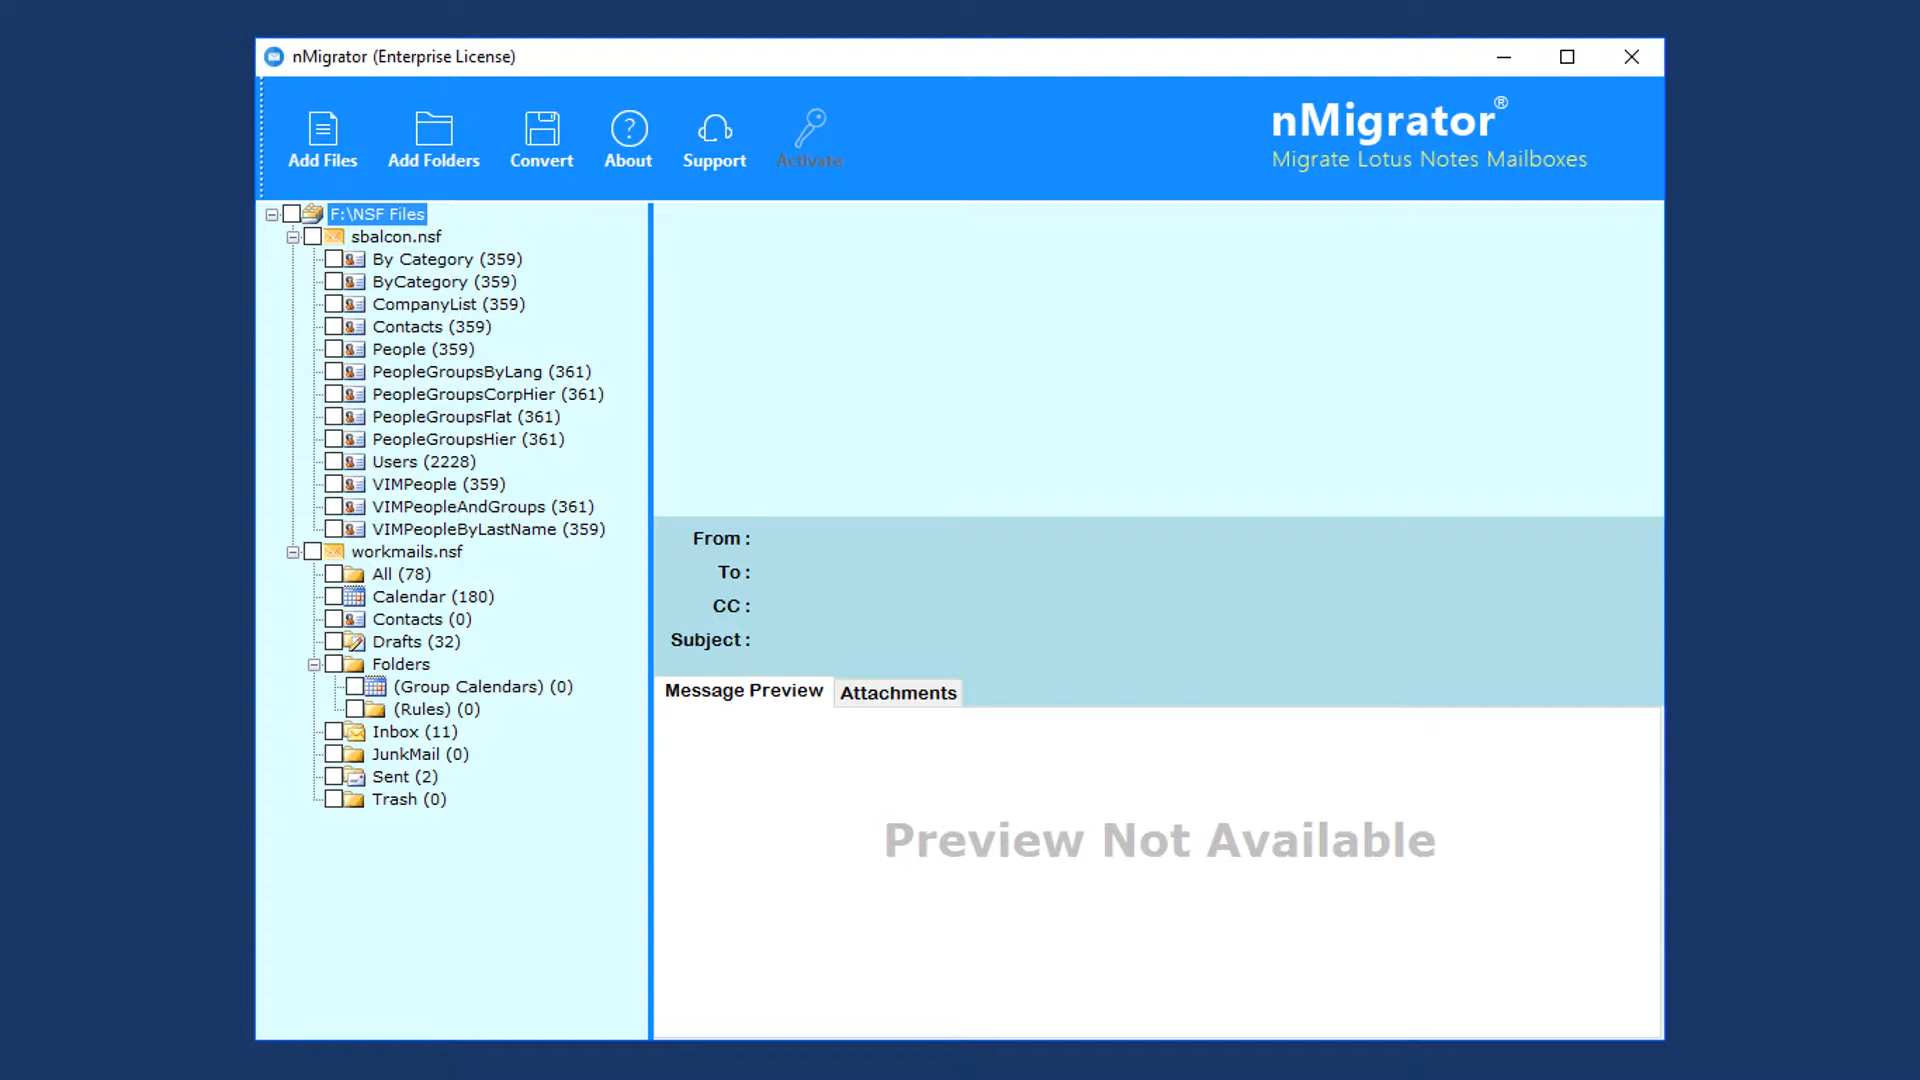 nMigrator (Enterprise License)
Add Files
Add Folders
Convert
About
Support
Activate
nMigrator®
Migrate Lotus Notes Mailboxes
F:\NSF Files
sbalcon.nsf
By Category (359)
ByCategory (359)
CompanyList (359)
Contacts (359)
People (359)
PeopleGroupsByLang (361)
PeopleGroupsCorpHier (361)
PeopleGroupsFlat (361)
PeopleGroupsHier (361)
Users (2228)
VIMPeople (359)
VIMPeopleAndGroups (361)
VIMPeopleByLastName (359)
workmails.nsf
All (78)
Calendar (180)
Contacts (0)
Drafts (32)
Folders
(Group Calendars) (0)
(Rules) (0)
Inbox (11)
JunkMail (0)
Sent (2)
Trash (0)
From :
To :
CC :
Subject :
Message Preview
Attachments
Preview Not Available